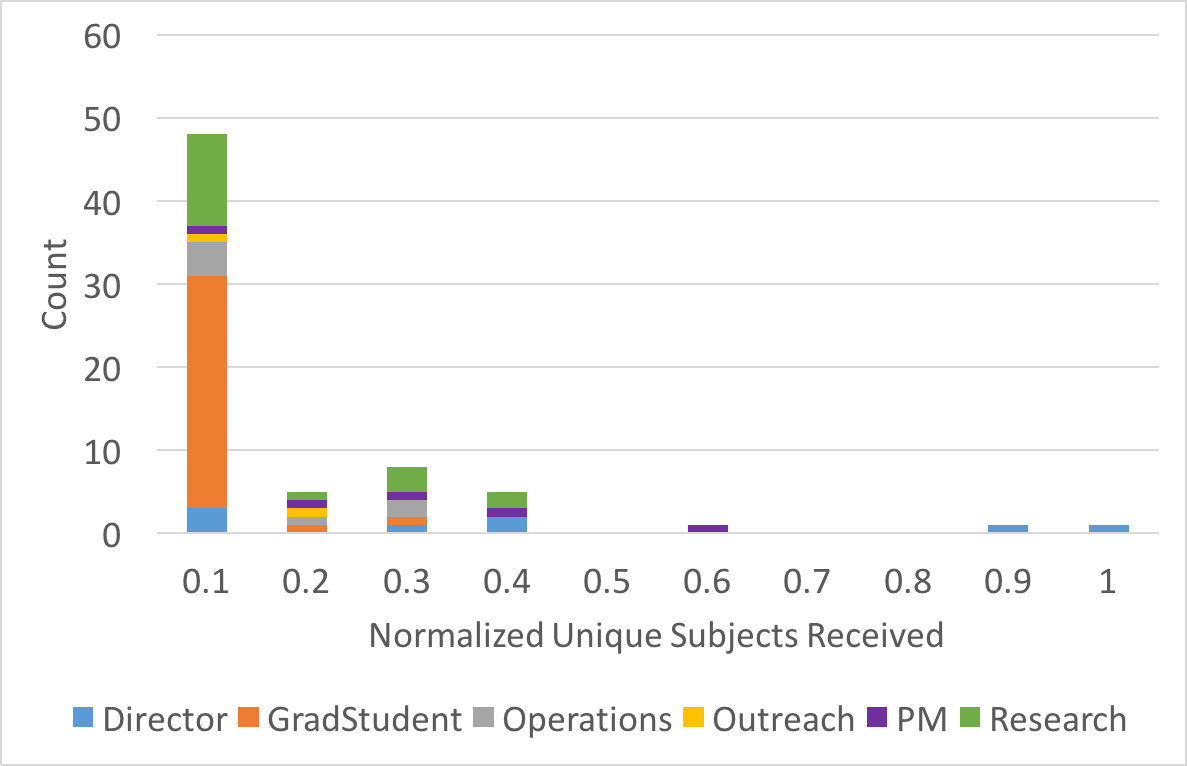 60
50
40
30
20
10
0
Count
0.1 0.2 0.3 0.4 0.5 0.6 0.7 0.8 0.9 1
Normalized Unique Subjects Received
Director GradStudent Operations Outreach PM Research